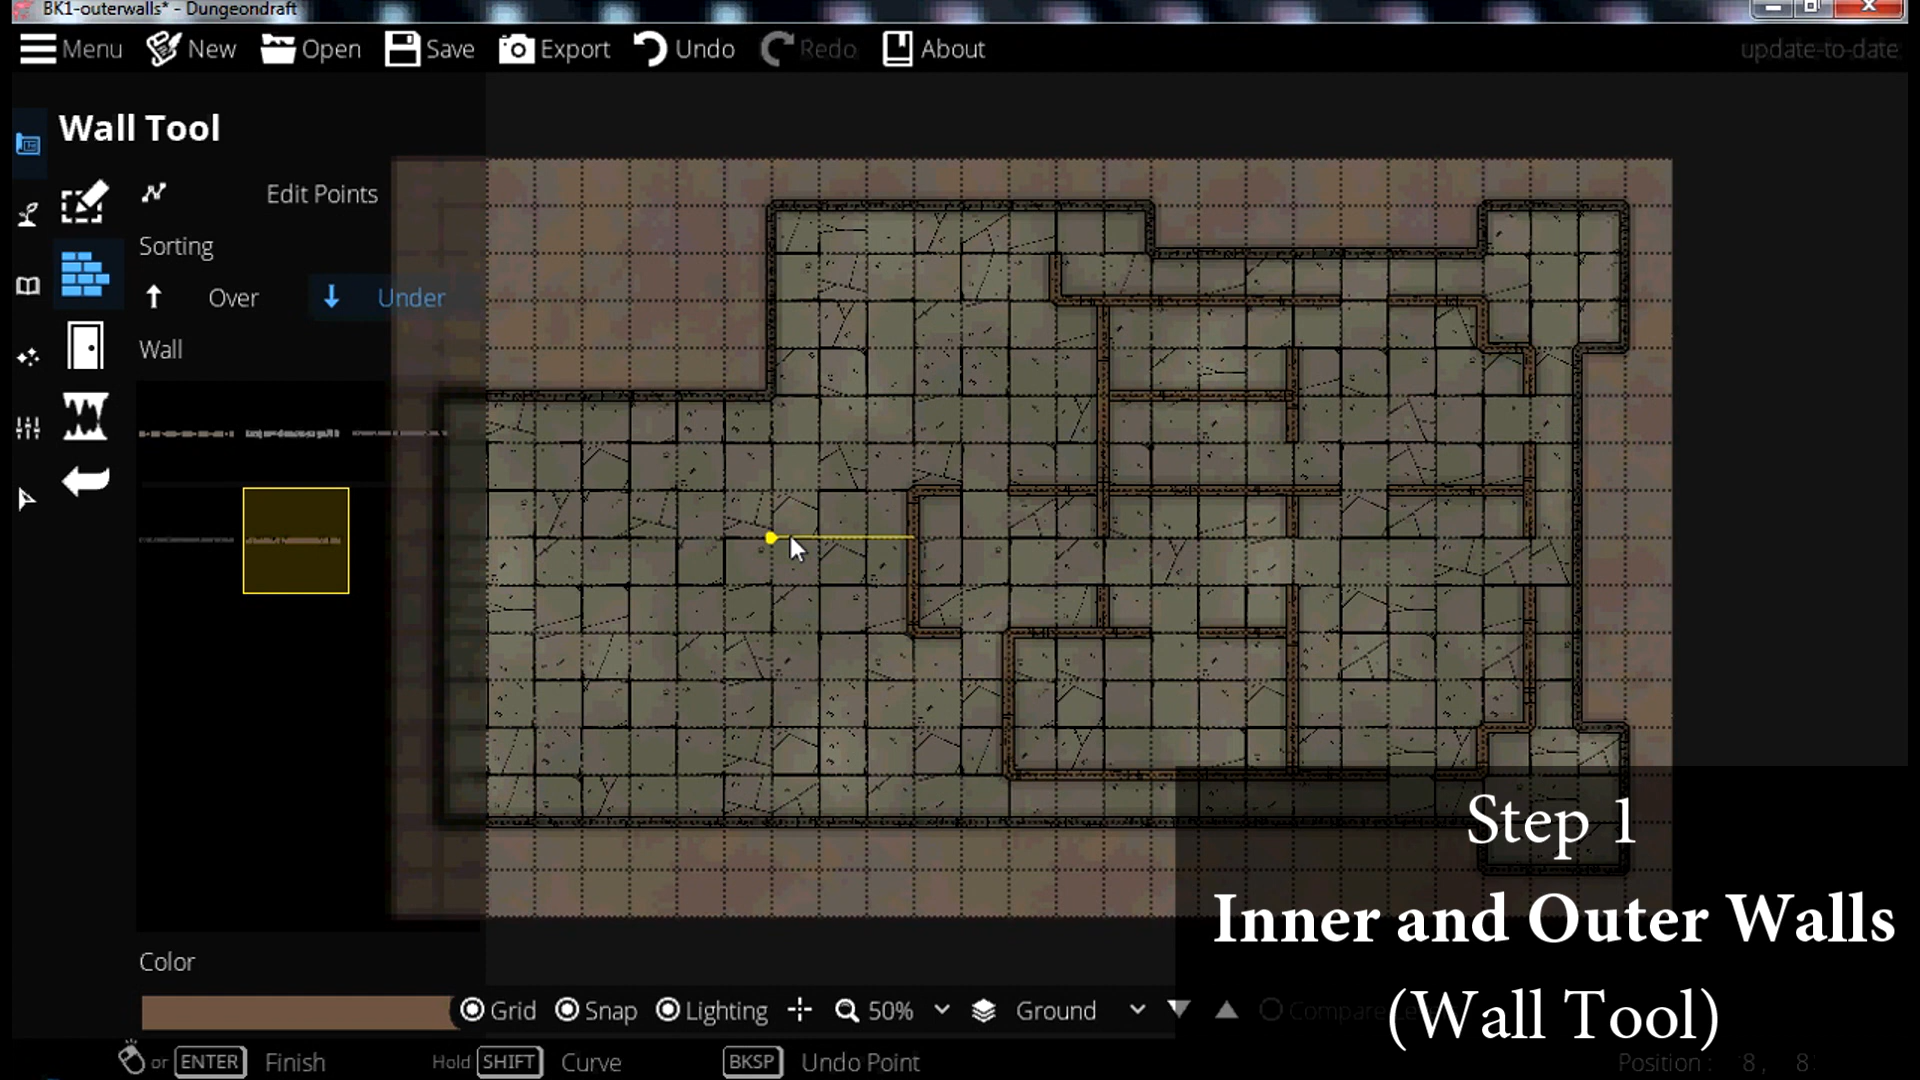 BK1-outerwalls* - Dungeondraft
Menu New Open Save Export Undo Redo About update-to-date
Wall Tool
Edit Points
Sorting
Over Under
Wall
Step 1
Inner and Outer Walls
(Wall Tool)
Color
Grid Snap Lighting 50% Ground Compare
or ENTER Finish Hold SHIFT Curve BKSP Undo Point Position : 8, 8